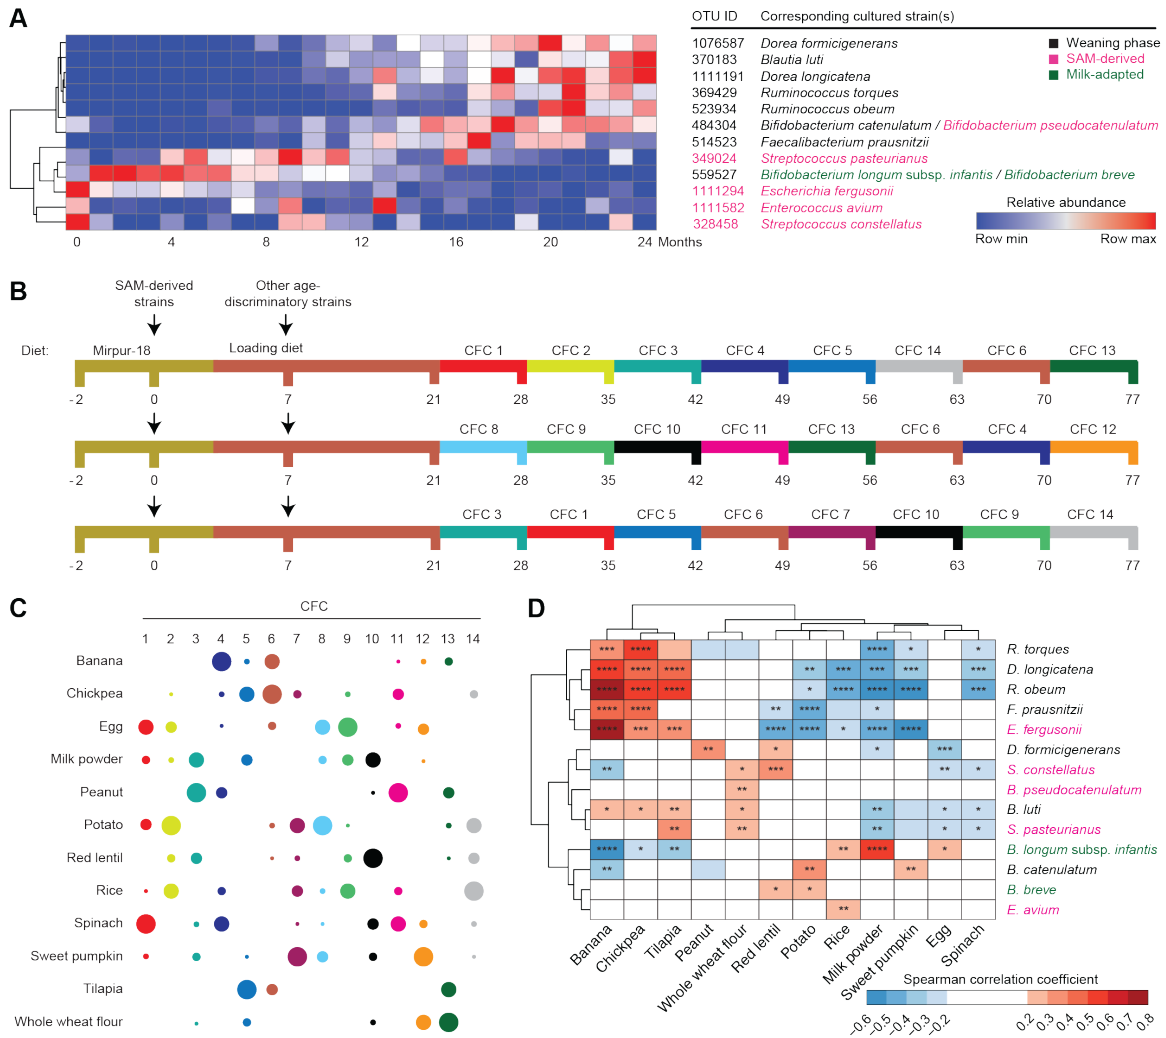 A
OTU ID Corresponding cultured strain(s)
1076587 Dorea formicigenerans
370183 Blautia luti
1111191 Dorea longicatena
369429 Ruminococcus torques
523934 Ruminococcus obeum
484304 Bifidobacterium catenulatum / Bifidobacterium pseudocatenulatum
514523 Faecalibacterium prausnitzii
349024 Streptococcus pasteurianus
559527 Bifidobacterium longum subsp. infantis / Bifidobacterium breve
1111294 Escherichia fergusonii
1111582 Enterococcus avium
328458 Streptococcus constellatus
Weaning phase
SAM-derived
Milk-adapted
Relative abundance
Row min Row max
0 4 8 12 16 20 24 Months
B
SAM-derived
strains
Other age-
discriminatory strains
Diet: Mirpur-18 Loading diet CFC 1 CFC 2 CFC 3 CFC 4 CFC 5 CFC 14 CFC 6 CFC 13
-2 0 7 21 28 35 42 49 56 63 70 77
CFC 8 CFC 9 CFC 10 CFC 11 CFC 13 CFC 6 CFC 4 CFC 12
-2 0 7 21 28 35 42 49 56 63 70 77
CFC 3 CFC 1 CFC 5 CFC 6 CFC 7 CFC 10 CFC 9 CFC 14
-2 0 7 21 28 35 42 49 56 63 70 77
C
CFC
1 2 3 4 5 6 7 8 9 10 11 12 13 14
Banana
Chickpea
Egg
Milk powder
Peanut
Potato
Red lentil
Rice
Spinach
Sweet pumpkin
Tilapia
Whole wheat flour
D
*** **** **** * * R. torques
**** **** **** ** *** *** *** *** D. longicatena
**** **** **** * **** **** **** *** R. obeum
**** **** ** **** * F. prausnitzii
**** *** *** **** **** * **** **** E. fergusonii
** * * *** D. formicigenerans
** * *** ** * S. constellatus
** B. pseudocatenulatum
* * ** * ** * * B. luti
** ** ** * * S. pasteurianus
**** * ** ** **** * B. longum subsp. infantis
** ** ** B. catenulatum
* * B. breve
** E. avium
Banana
Chickpea
Tilapia
Peanut
Whole wheat flour
Red lentil
Potato
Rice
Milk powder
Sweet pumpkin
Egg
Spinach
Spearman correlation coefficient
−0.6 −0.5 −0.4 −0.3 −0.2 0.2 0.3 0.4 0.5 0.6 0.7 0.8